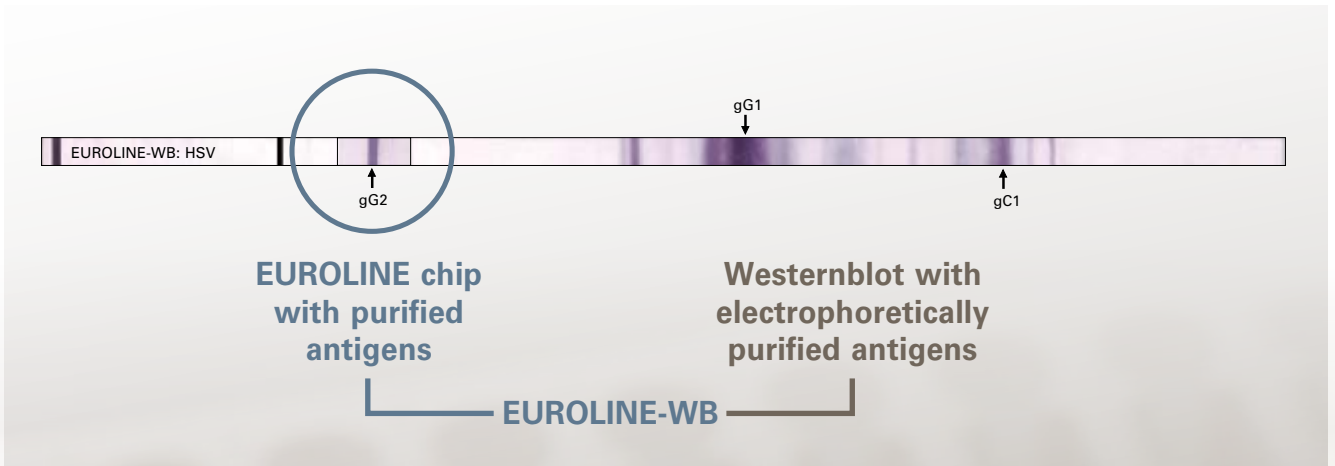 gG1
EUROLINE-WB: HSV
gG2
gC1
EUROLINE chip
with purified
antigens
Westernblot with
electrophoretically
purified antigens
EUROLINE-WB